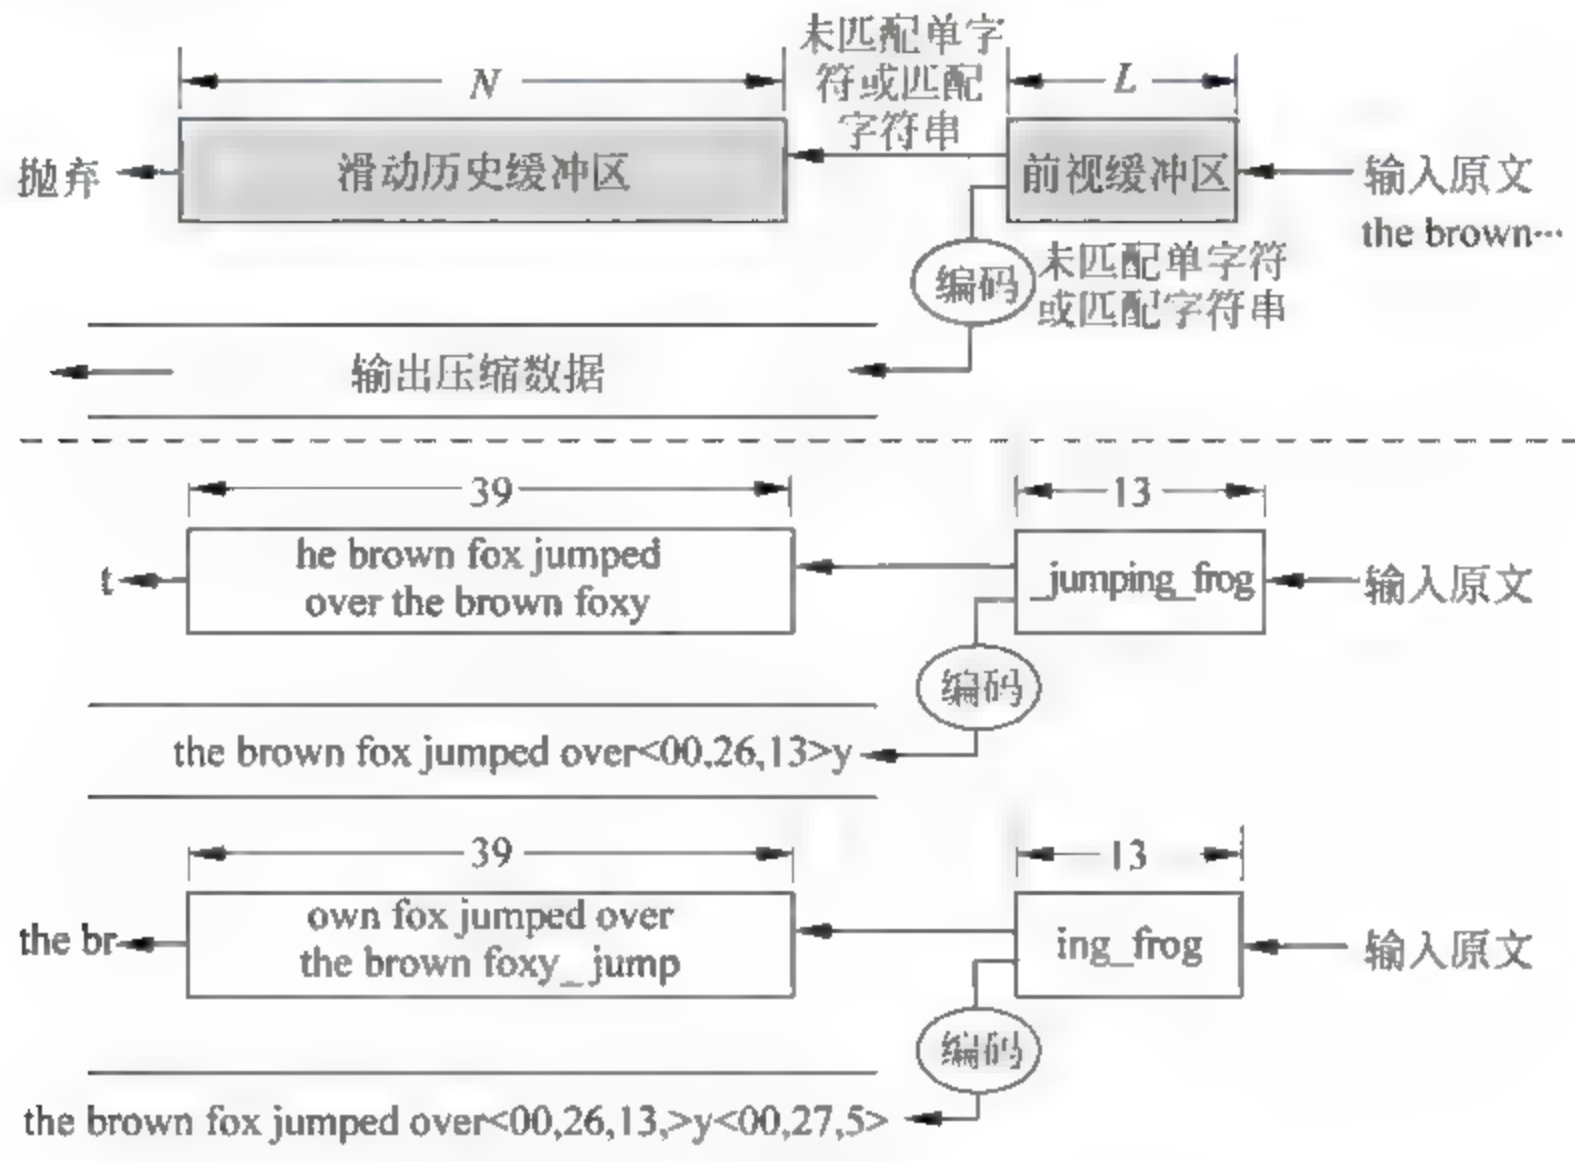 未匹配单字
符或匹配
字符串
N
L
抛弃
滑动历史缓冲区
前视缓冲区
输入原文
the brown…
编码
未匹配单字符
或匹配字符串
输出压缩数据
39
13
t
he brown fox jumped
over the brown foxy
_jumping_frog
输入原文
编码
the brown fox jumped over<00,26,13>y
39
13
the br
own fox jumped over
the brown foxy_jump
ing_frog
输入原文
编码
the brown fox jumped over<00,26,13,>y<00,27,5>